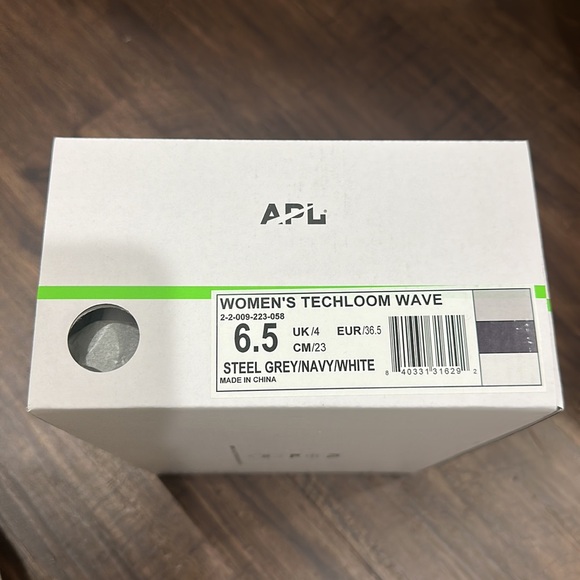 APL
WOMEN'S TECHLOOM WAVE
2-2-009-223-058
6.5 UK/4 EUR/36.5
CM/23
STEEL GREY/NAVY/WHITE
MADE IN CHINA
8 40331 31629 2